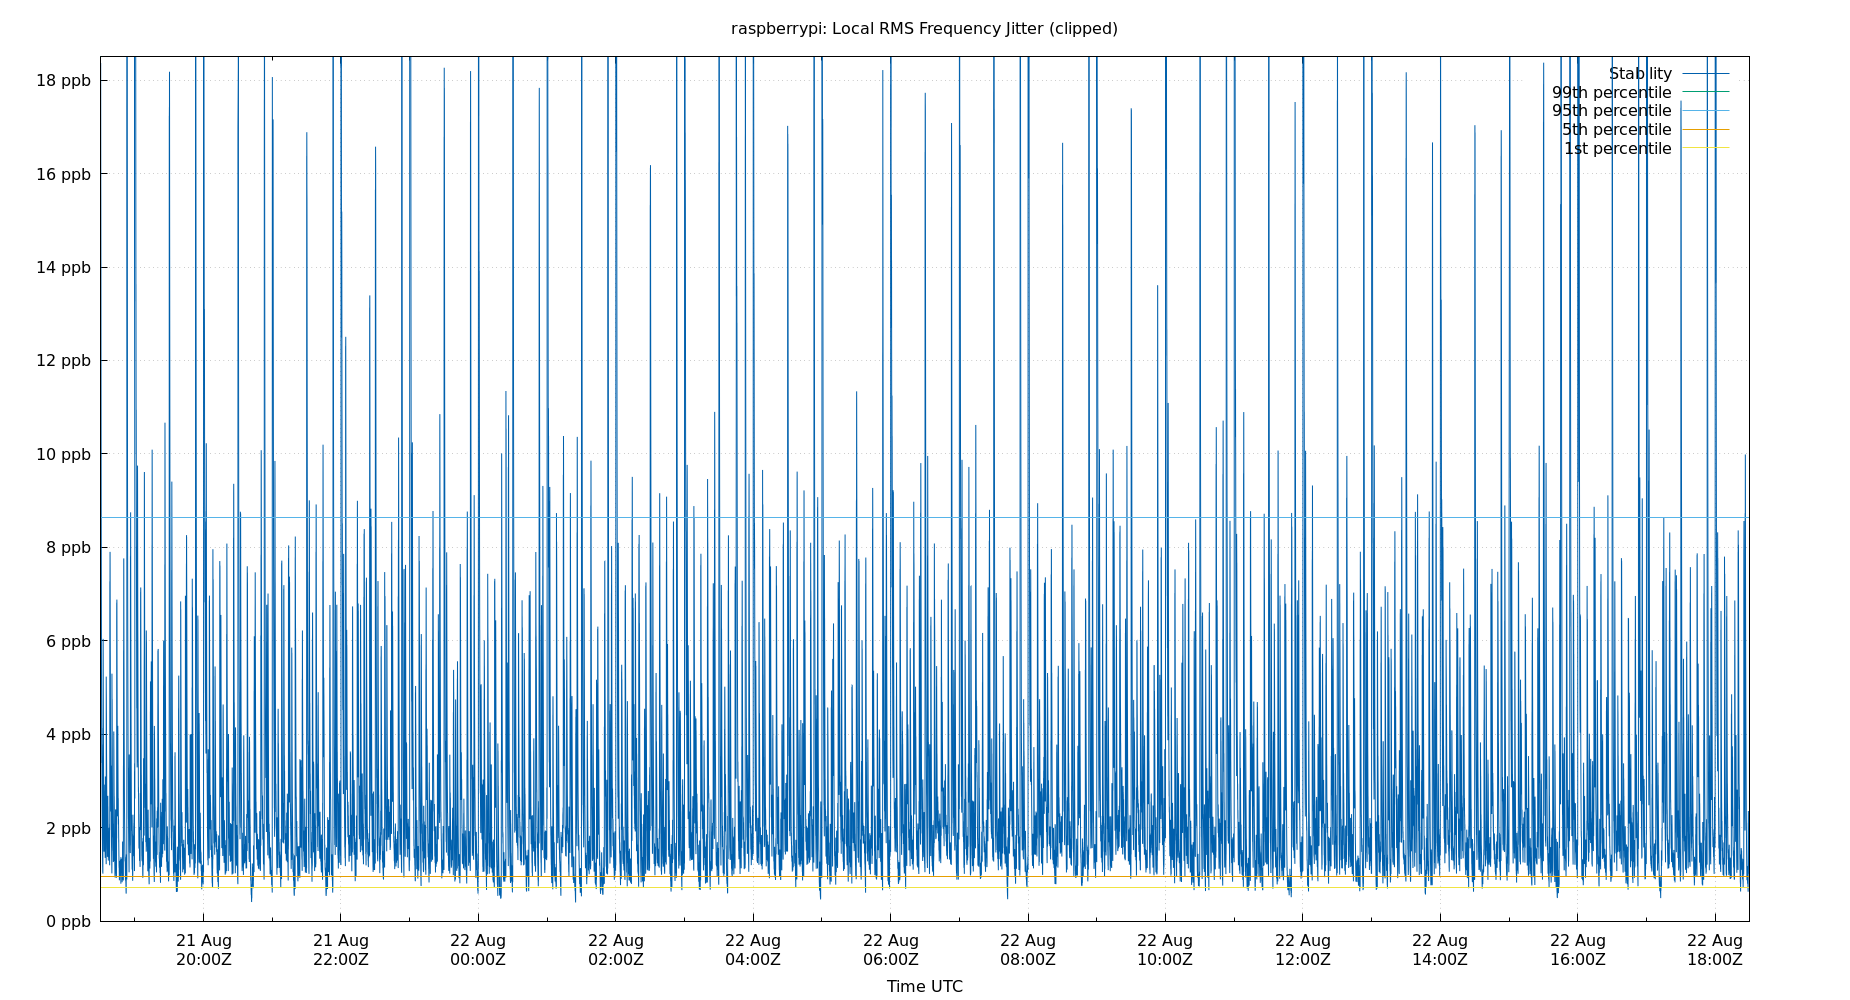 raspberrypi: Local RMS Frequency Jitter (clipped)
18 ppb
16 ppb
14 ppb
12 ppb
10 ppb
8 ppb
6 ppb
4 ppb
2 ppb
0 ppb
Stability
99th percentile
95th percentile
5th percentile
1st percentile
21 Aug 21 Aug 22 Aug 22 Aug 22 Aug 22 Aug 22 Aug 22 Aug 22 Aug 22 Aug 22 Aug 22 Aug
20:00Z 22:00Z 00:00Z 02:00Z 04:00Z 06:00Z 08:00Z 10:00Z 12:00Z 14:00Z 16:00Z 18:00Z
Time UTC